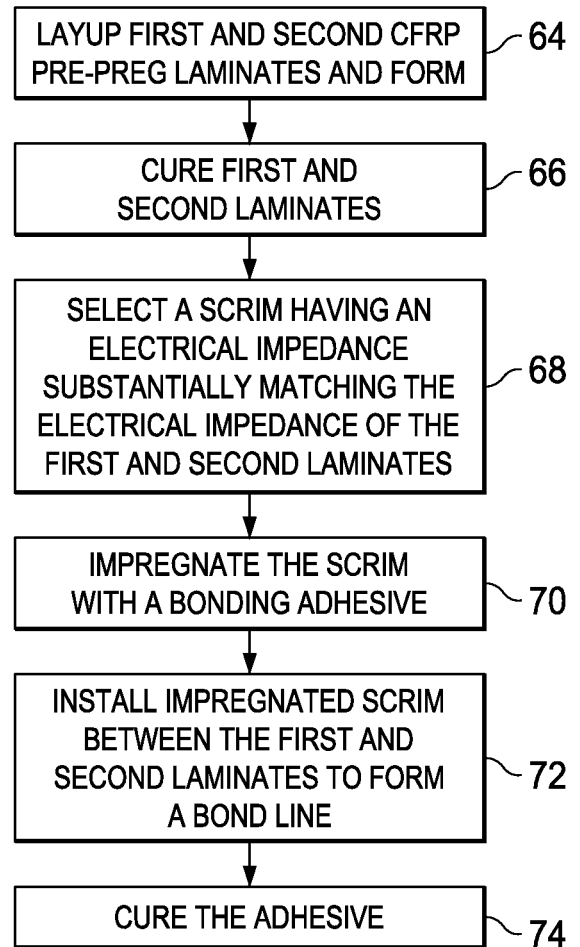 LAYUP FIRST AND SECOND CFRP
PRE-PREG LAMINATES AND FORM
64
CURE FIRST AND
SECOND LAMINATES
66
SELECT A SCRIM HAVING AN
ELECTRICAL IMPEDANCE
SUBSTANTIALLY MATCHING THE
ELECTRICAL IMPEDANCE OF THE
FIRST AND SECOND LAMINATES
68
IMPREGNATE THE SCRIM
WITH A BONDING ADHESIVE
70
INSTALL IMPREGNATED SCRIM
BETWEEN THE FIRST AND
SECOND LAMINATES TO FORM
A BOND LINE
72
CURE THE ADHESIVE
74